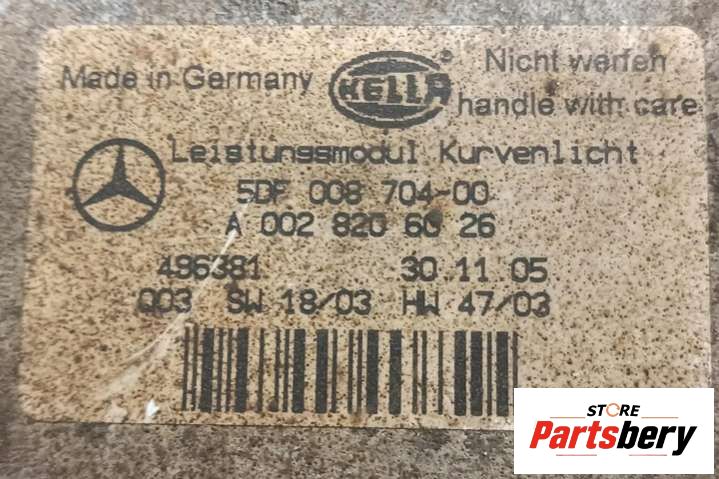 Made in Germany
HELLA
Nicht werfen
handle with care
Leistungsmodul Kurvenlicht
5DF 008 704-00
A 002 820 60 26
496381 30 11 05
Q03 SW 18/03 HW 47/03
STORE
Partsbery